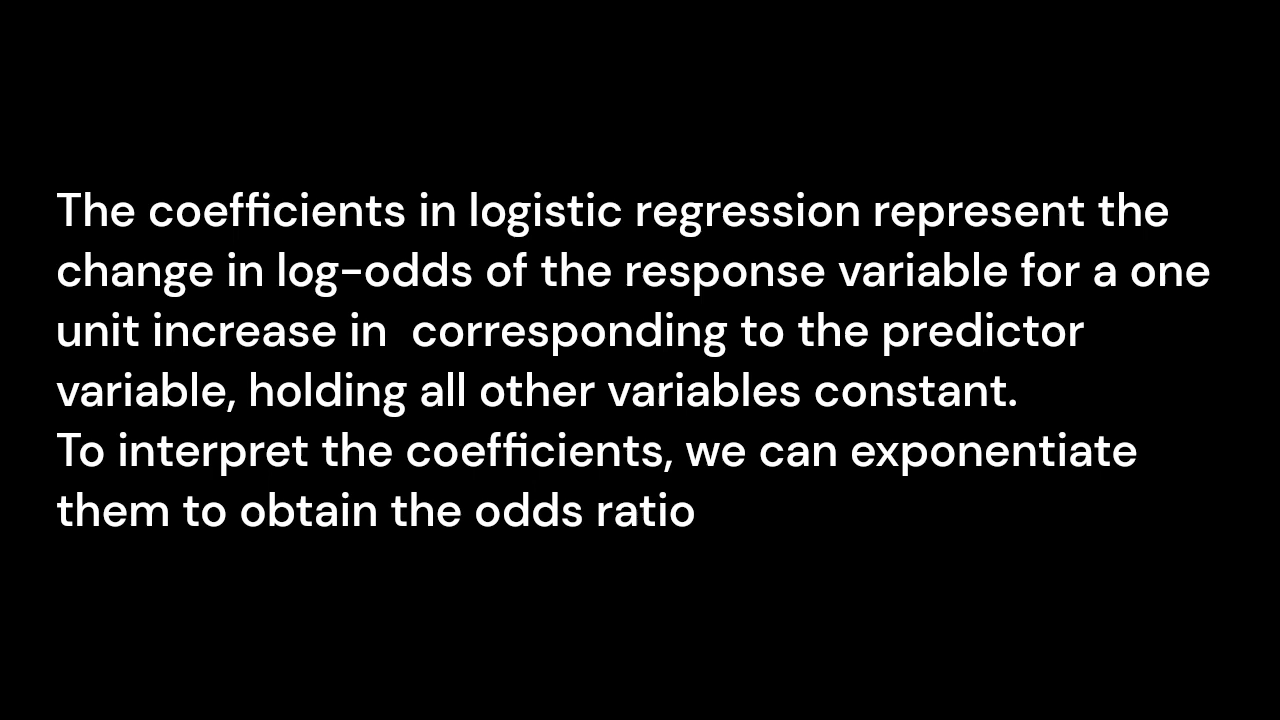 The coefficients in logistic regression represent the
change in log-odds of the response variable for a one
unit increase in  corresponding to the predictor
variable, holding all other variables constant.
To interpret the coefficients, we can exponentiate
them to obtain the odds ratio